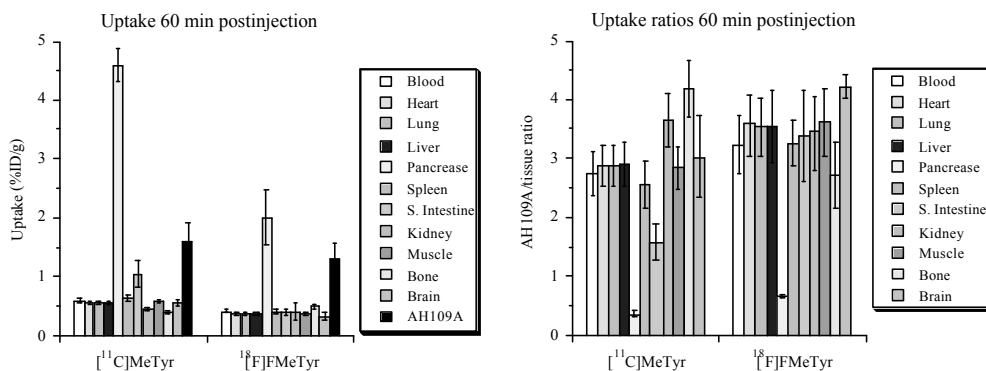 Uptake 60 min postinjection
5
4
3
2
1
0
Uptake (%ID/g)
[11C]MeTyr
18[F]FMeTyr
Blood
Heart
Lung
Liver
Pancrease
Spleen
S. Intestine
Kidney
Muscle
Bone
Brain
AH109A
Uptake ratios 60 min postinjection
5
4
3
2
1
0
AH109A/tissue ratio
[11C]MeTyr
18[F]FMeTyr
Blood
Heart
Lung
Liver
Pancrease
Spleen
S. Intestine
Kidney
Muscle
Bone
Brain